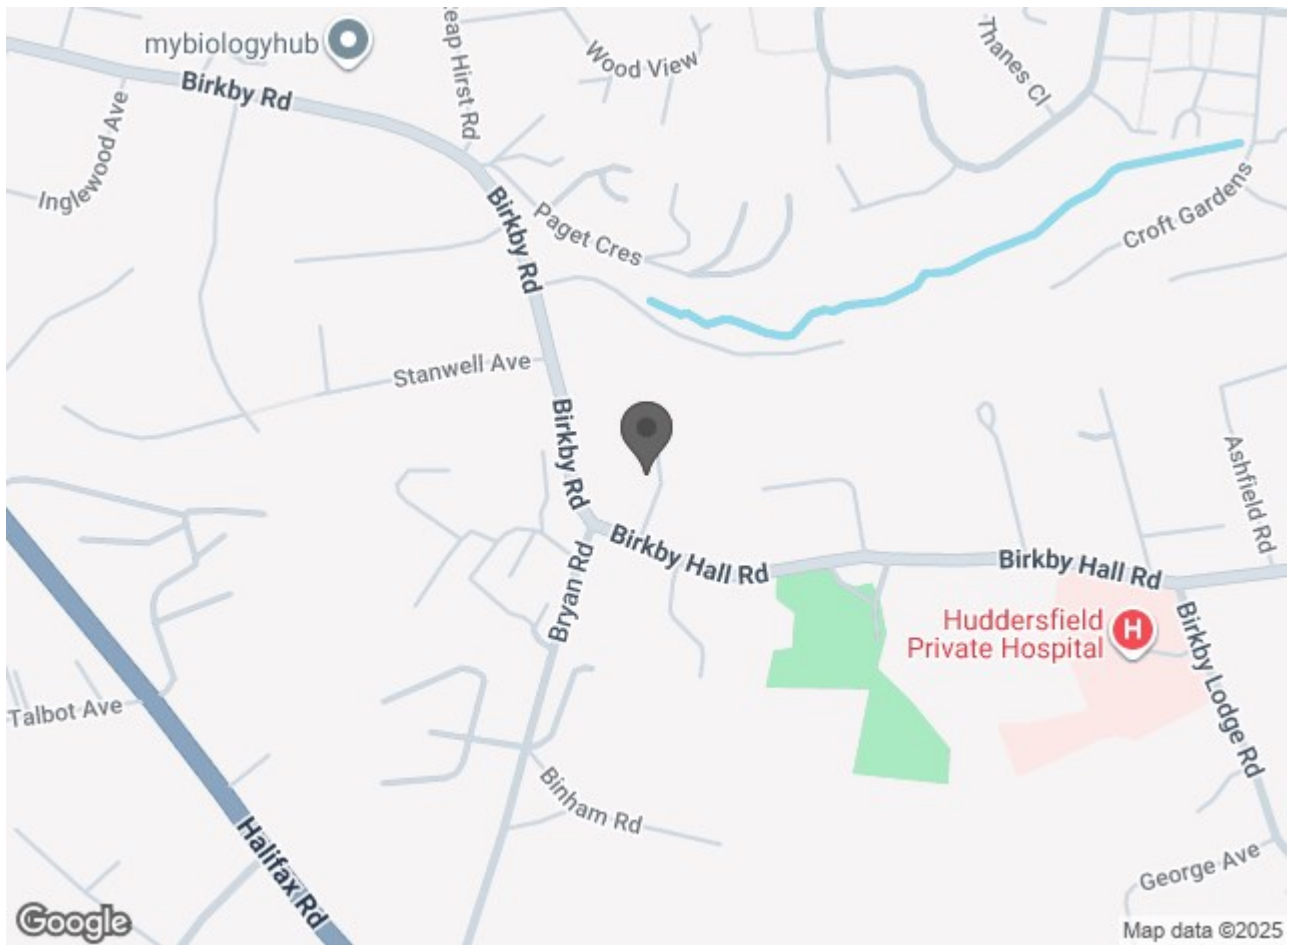 mybiologyhub
Birkby Rd
eap Hirst Rd
Wood View
Thanes Cl
Inglewood Ave
Birkby Rd
Paget Cres
Croft Gardens
Stanwell Ave
Birkby Rd
Ashfield Rd
Birkby Hall Rd
Birkby Hall Rd
Bryan Rd
Huddersfield
Private Hospital
H
Birkby Lodge Rd
Talbot Ave
Binham Rd
Halifax Rd
George Ave
Google
Map data ©2025